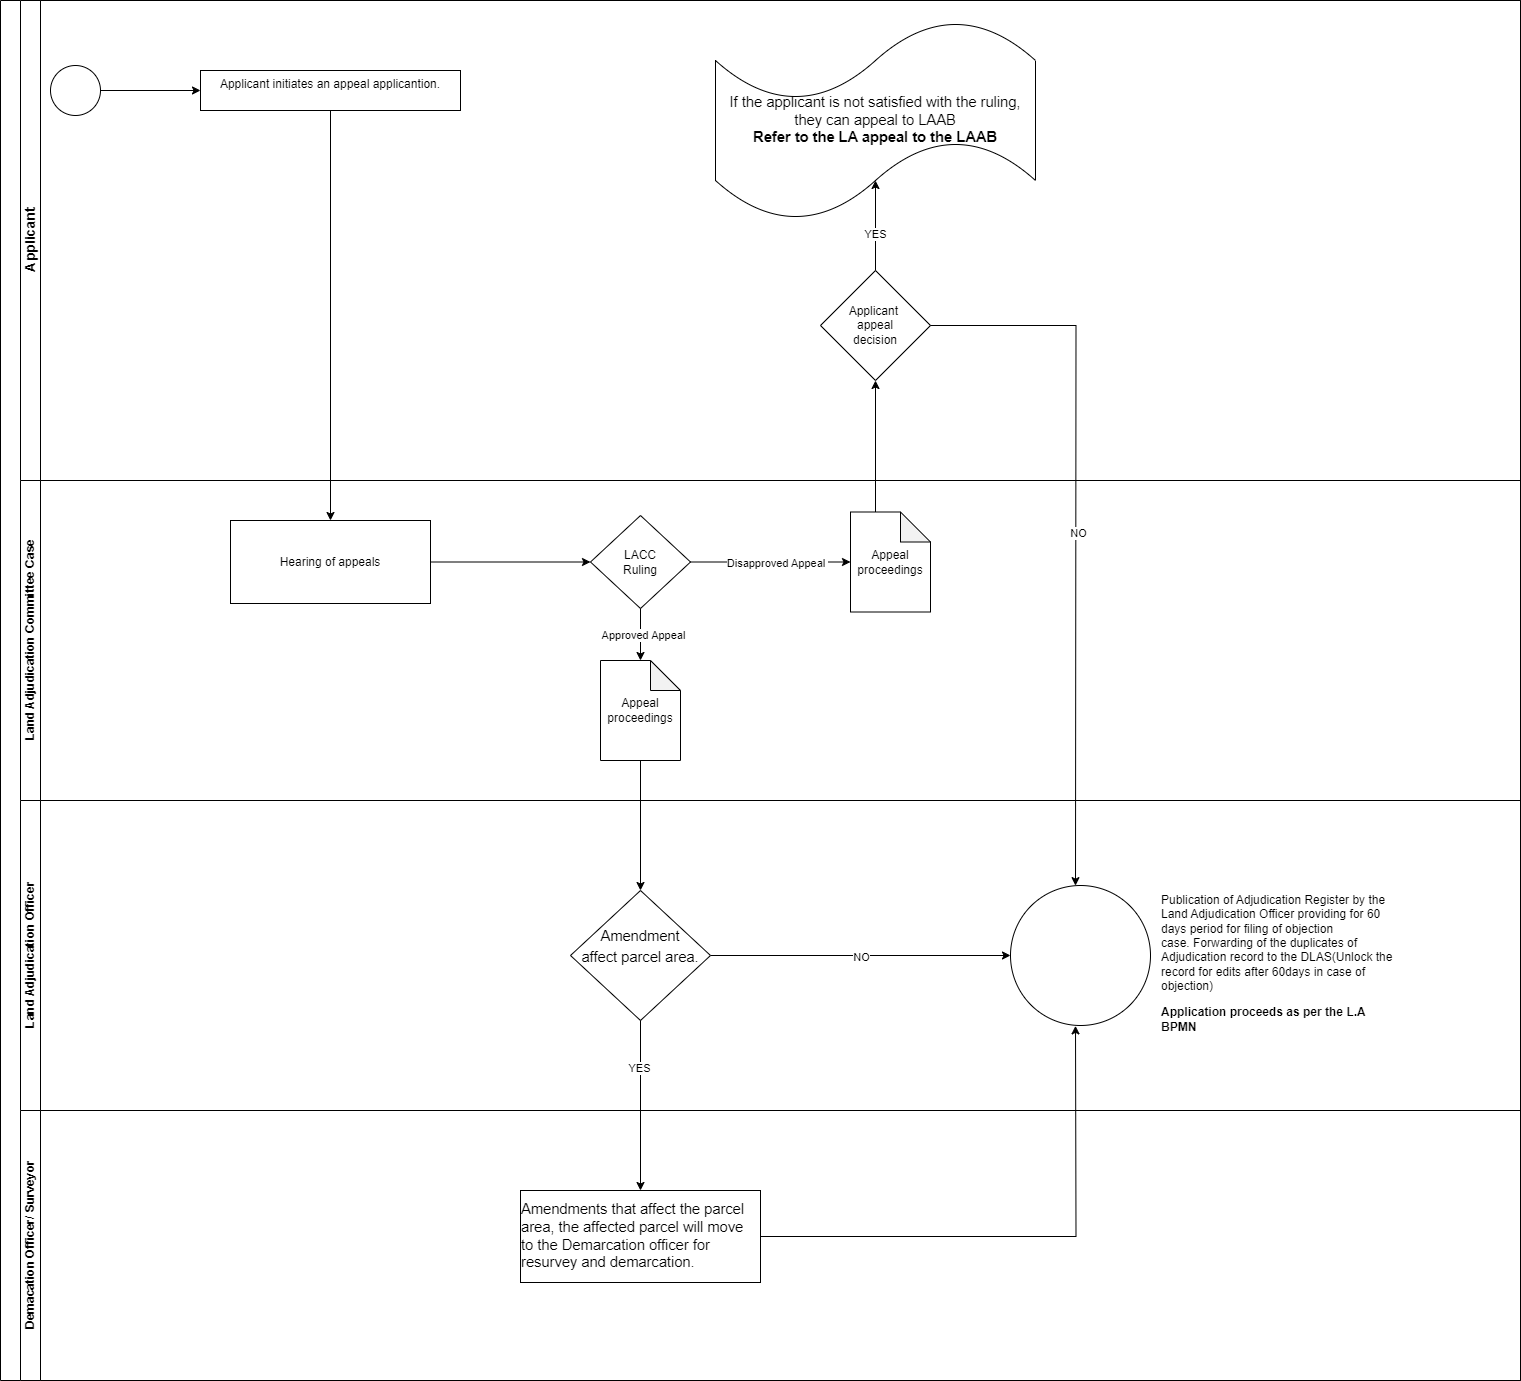 Applicant
Applicant initiates an appeal applicantion.
If the applicant is not satisfied with the ruling,
they can appeal to LAAB
Refer to the LA appeal to the LAAB
YES
Applicant
appeal
decision
Land Adjudication Committee Case
Hearing of appeals
LACC
Ruling
Disapproved Appeal
Appeal
proceedings
NO
Approved Appeal
Appeal
proceedings
Land Adjudication Officer
Amendment
affect parcel area.
NO
Publication of Adjudication Register by the
Land Adjudication Officer providing for 60
days period for filing of objection
case. Forwarding of the duplicates of
Adjudication record to the DLAS(Unlock the
record for edits after 60days in case of
objection)
Application proceeds as per the L.A
BPMN
YES
Demacation Officer/ Surveyor
Amendments that affect the parcel
area, the affected parcel will move
to the Demarcation officer for
resurvey and demarcation.